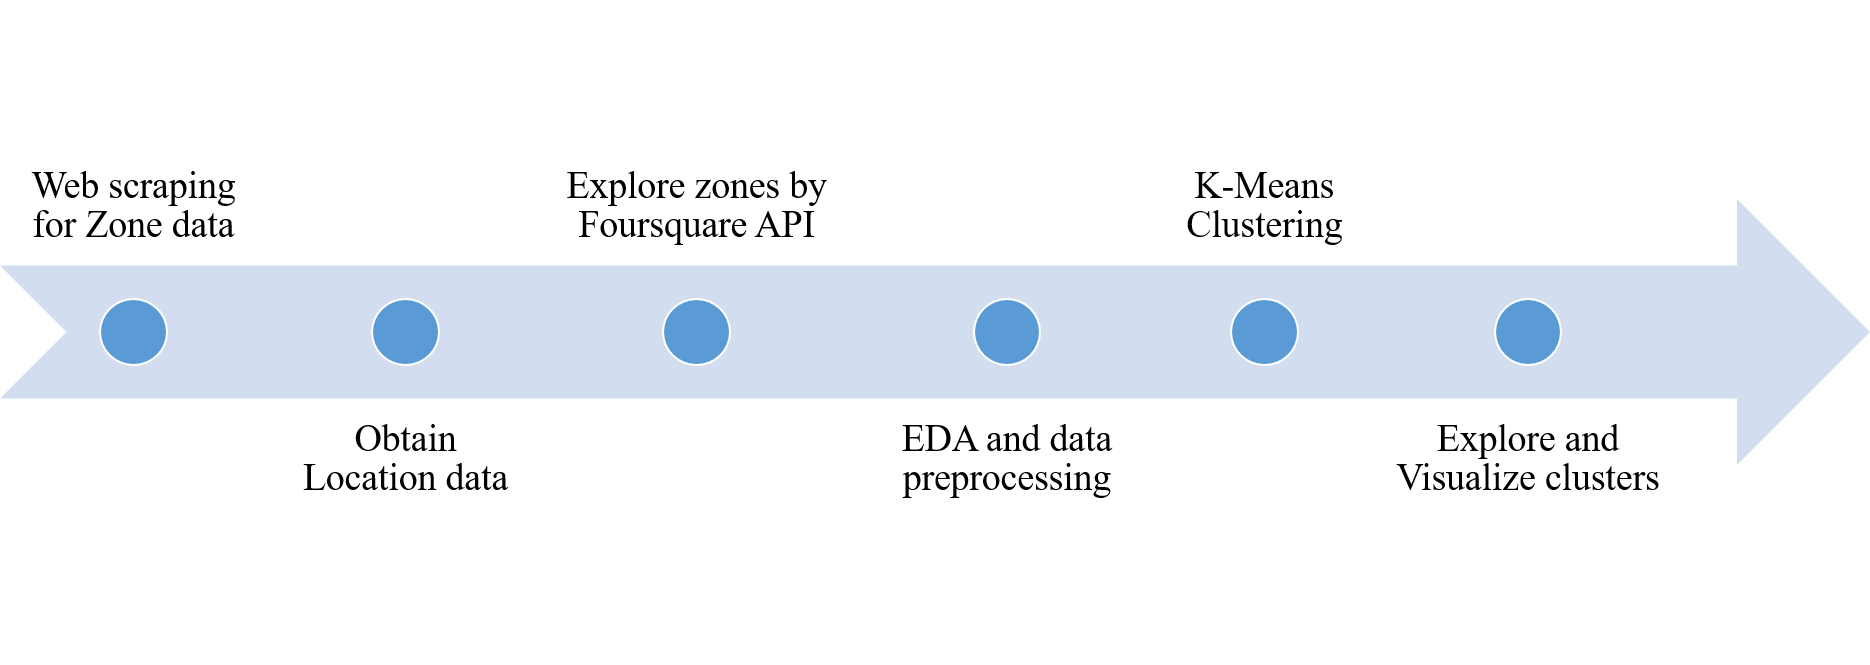 Web scraping
for Zone data
Obtain
Location data
Explore zones by
Foursquare API
EDA and data
preprocessing
K-Means
Clustering
Explore and
Visualize clusters